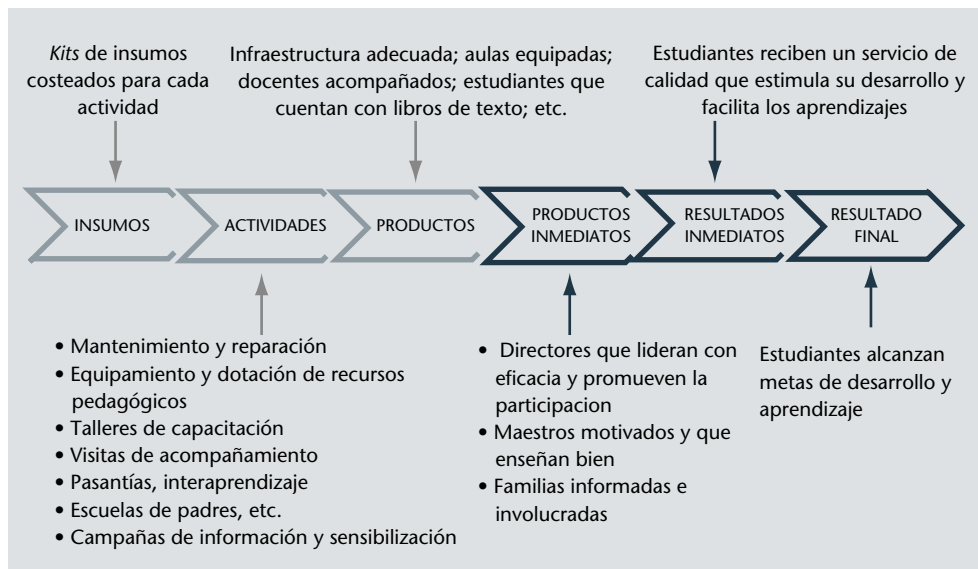 Kits de insumos
costeados para cada
actividad
Infraestructura adecuada; aulas equipadas;
docentes acompañados; estudiantes que
cuentan con libros de texto; etc.
Estudiantes reciben un servicio de
calidad que estimula su desarrollo y
facilita los aprendizajes
INSUMOS
ACTIVIDADES
PRODUCTOS
PRODUCTOS
INMEDIATOS
RESULTADOS
INMEDIATOS
RESULTADO
FINAL
• Mantenimiento y reparación
• Equipamiento y dotación de recursos
pedagógicos
• Talleres de capacitación
• Visitas de acompañamiento
• Pasantías, interaprendizaje
• Escuelas de padres, etc.
• Campañas de información y sensibilización
• Directores que lideran con
eficacia y promueven la
participacion
• Maestros motivados y que
enseñan bien
• Familias informadas e
involucradas
Estudiantes alcanzan
metas de desarrollo y
aprendizaje